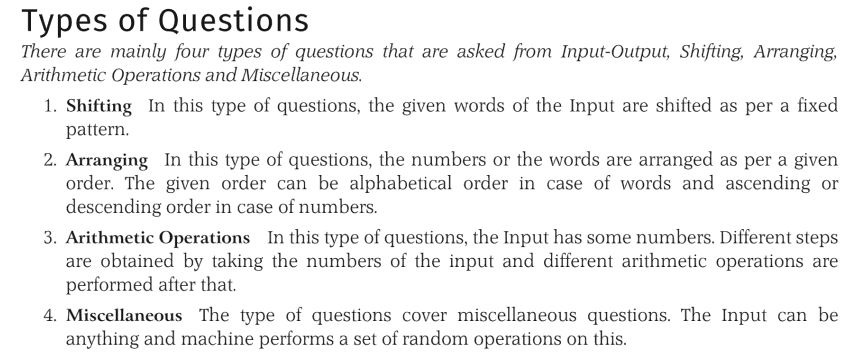 Types of Questions
There are mainly four types of questions that are asked from Input-Output, Shifting, Arranging,
Arithmetic Operations and Miscellaneous.
1. Shifting In this type of questions, the given words of the Input are shifted as per a fixed
pattern.
2. Arranging In this type of questions, the numbers or the words are arranged as per a given
order. The given order can be alphabetical order in case of words and ascending or
descending order in case of numbers.
3. Arithmetic Operations In this type of questions, the Input has some numbers. Different steps
are obtained by taking the numbers of the input and different arithmetic operations are
performed after that.
4. Miscellaneous The type of questions cover miscellaneous questions. The Input can be
anything and machine performs a set of random operations on this.